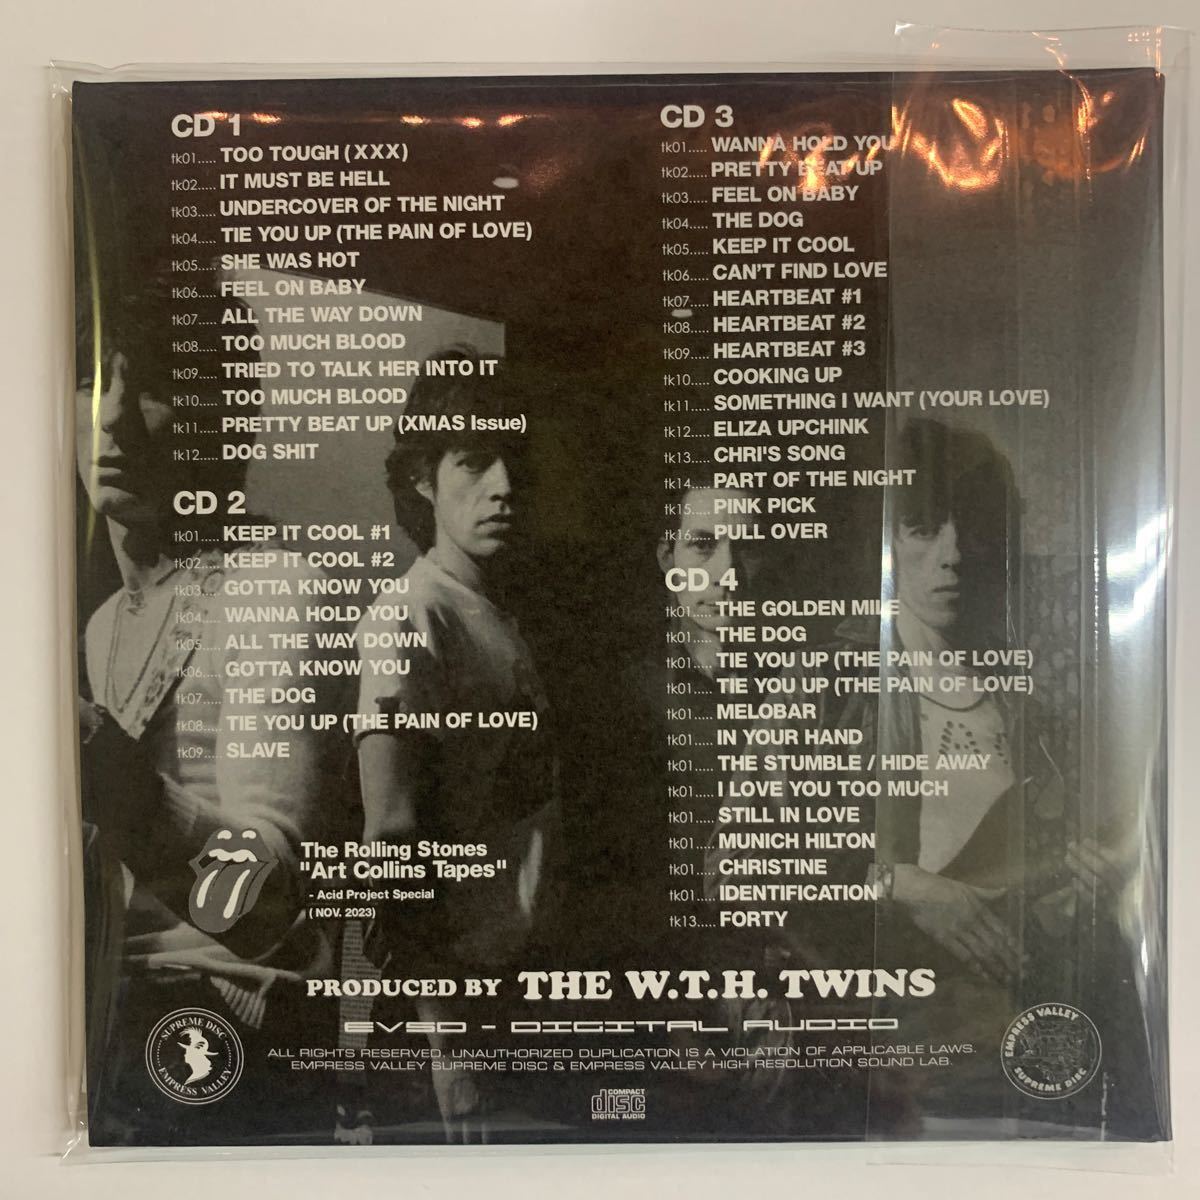 CD 1
tk01..... TOO TOUGH (XXX)
tk02..... IT MUST BE HELL
tk03..... UNDERCOVER OF THE NIGHT
tk04..... TIE YOU UP (THE PAIN OF LOVE)
tk05..... SHE WAS HOT
tk06..... FEEL ON BABY
tk07..... ALL THE WAY DOWN
tk08..... TOO MUCH BLOOD
tk09..... TRIED TO TALK HER INTO IT
tk10..... TOO MUCH BLOOD
tk11..... PRETTY BEAT UP (XMAS Issue)
tk12..... DOG SHIT
CD 2
tk01..... KEEP IT COOL #1
tk02..... KEEP IT COOL #2
tk03..... GOTTA KNOW YOU
tk04..... WANNA HOLD YOU
tk05..... ALL THE WAY DOWN
tk06..... GOTTA KNOW YOU
tk07..... THE DOG
tk08..... TIE YOU UP (THE PAIN OF LOVE)
tk09..... SLAVE
The Rolling Stones
"Art Collins Tapes"
- Acid Project Special
( NOV. 2023)
CD 3
tk01..... WANNA HOLD YOU
tk02..... PRETTY BEAT UP
tk03..... FEEL ON BABY
tk04..... THE DOG
tk05..... KEEP IT COOL
tk06..... CAN'T FIND LOVE
tk07..... HEARTBEAT #1
tk08..... HEARTBEAT #2
tk09..... HEARTBEAT #3
tk10..... COOKING UP
tk11..... SOMETHING I WANT (YOUR LOVE)
tk12..... ELIZA UPCHINK
tk13..... CHRI'S SONG
tk14..... PART OF THE NIGHT
tk15..... PINK PICK
tk16..... PULL OVER
CD 4
tk01..... THE GOLDEN MILE
tk01..... THE DOG
tk01..... TIE YOU UP (THE PAIN OF LOVE)
tk01..... TIE YOU UP (THE PAIN OF LOVE)
tk01..... MELOBAR
tk01..... IN YOUR HAND
tk01..... THE STUMBLE / HIDE AWAY
tk01..... I LOVE YOU TOO MUCH
tk01..... STILL IN LOVE
tk01..... MUNICH HILTON
tk01..... CHRISTINE
tk01..... IDENTIFICATION
tk13..... FORTY
PRODUCED BY THE W.T.H. TWINS
EVSD - DIGITAL AUDIO
SUPREME DISC
EMPRESS VALLEY
ALL RIGHTS RESERVED. UNAUTHORIZED DUPLICATION IS A VIOLATION OF APPLICABLE LAWS.
EMPRESS VALLEY SUPREME DISC & EMPRESS VALLEY HIGH RESOLUTION SOUND LAB.
EMPRESS VALLEY
SUPREME DISC
COMPACT
disc
DIGITAL AUDIO